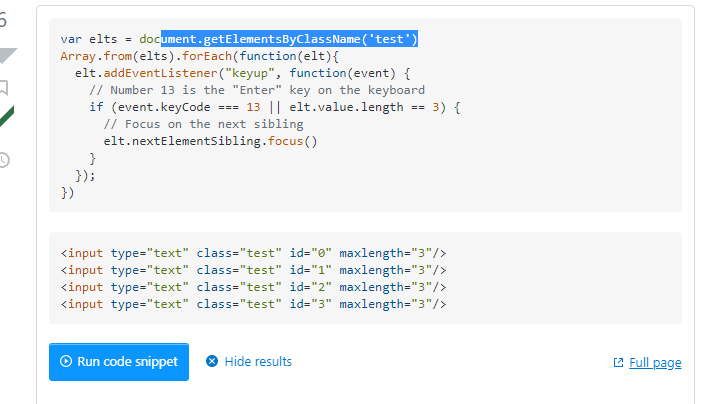 6
var elts = document.getElementsByClassName('test')
Array.from(elts).forEach(function(elt){
  elt.addEventListener("keyup", function(event) {
    // Number 13 is the "Enter" key on the keyboard
    if (event.keyCode === 13 || elt.value.length == 3) {
      // Focus on the next sibling
      elt.nextElementSibling.focus()
    }
  });
})
<input type="text" class="test" id="0" maxlength="3"/>
<input type="text" class="test" id="1" maxlength="3"/>
<input type="text" class="test" id="2" maxlength="3"/>
<input type="text" class="test" id="3" maxlength="3"/>
Run code snippet Hide results Full page